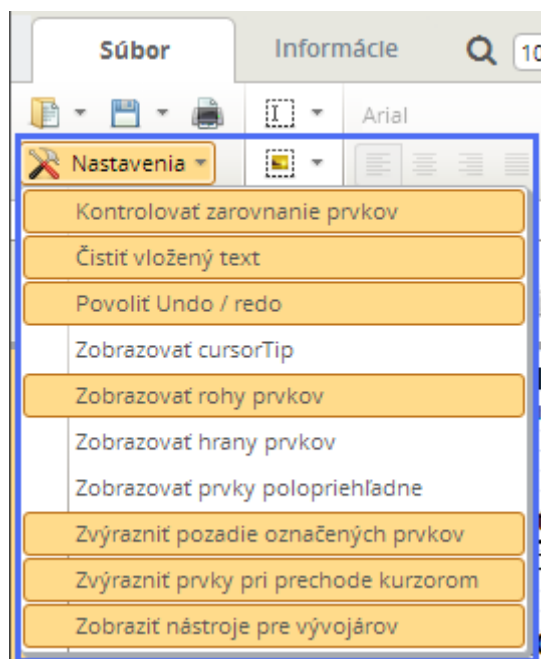 Súbor
Informácie
10
Arial
Nastavenia
Kontrolovať zarovnanie prvkov
Čistiť vložený text
Povoliť Undo / redo
Zobrazovať cursorTip
Zobrazovať rohy prvkov
Zobrazovať hrany prvkov
Zobrazovať prvky polopriehľadne
Zvýrazniť pozadie označených prvkov
Zvýrazniť prvky pri prechode kurzorom
Zobraziť nástroje pre vývojárov